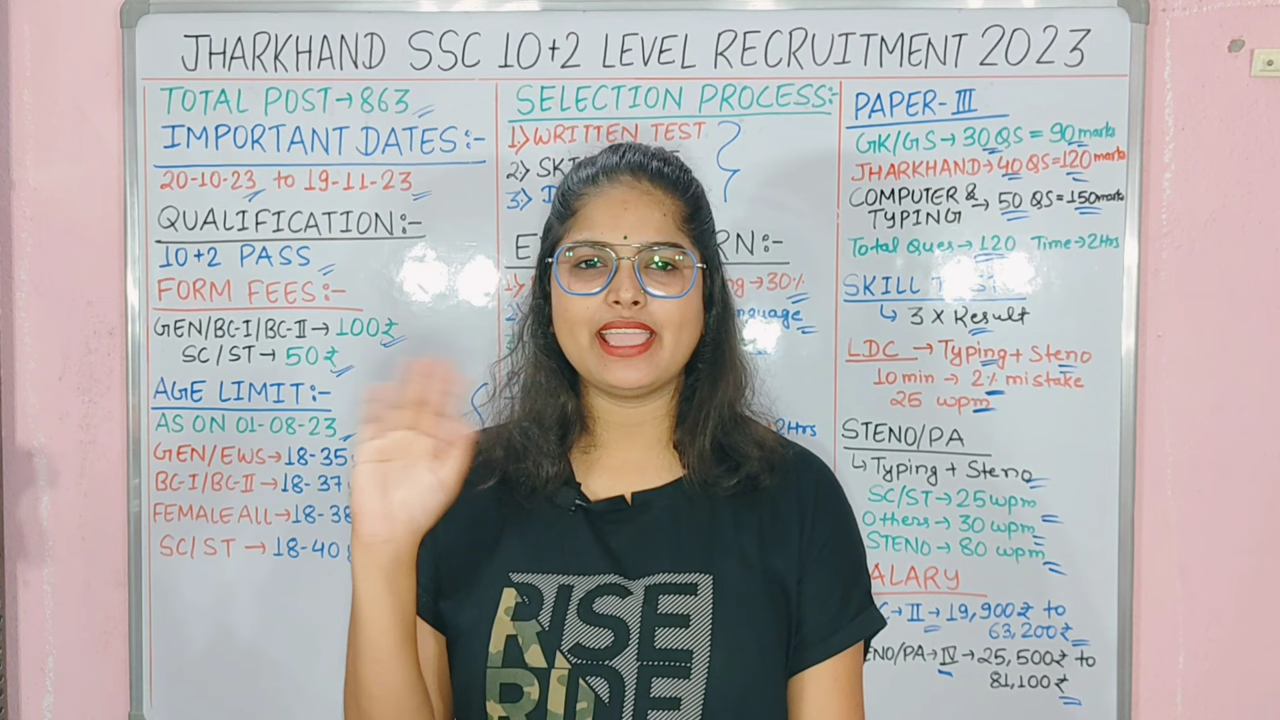 JHARKHAND SSC 10+2 LEVEL RECRUITMENT 2023
TOTAL POST→863
IMPORTANT DATES:-
20-10-23 to 19-11-23
QUALIFICATION:-
10+2 PASS
FORM FEES:-
GEN/BC-I/BC-II→100₹
SC/ST→50₹
AGE LIMIT:-
AS ON 01-08-23
GEN/EWS→18-35
BC-I/BC-II→18-37
FEMALE ALL→18-38
SC/ST→18-40
SELECTION PROCESS:-
1.> WRITTEN TEST
2.>
3.>
RN:-
1.> →30%
2Hrs
PAPER-III
GK/GS→30 QS = 90 marks
JHARKHAND→40 QS=120 marks
COMPUTER & TYPING → 50 QS=150 marks
Total Ques→120 Time→2Hrs
SKILL
↳ 3 X Result
LDC → Typing + Steno
10 min → 2% mistake
25 wpm
STENO/PA
↳ Typing + Steno
SC/ST→25 wpm
Others→30 wpm
STENO→80 wpm
ALARY
→II→19,900₹ to
63,200₹
ENO/PA→IV→25,500₹ to
81,100₹
RISE
RIDE